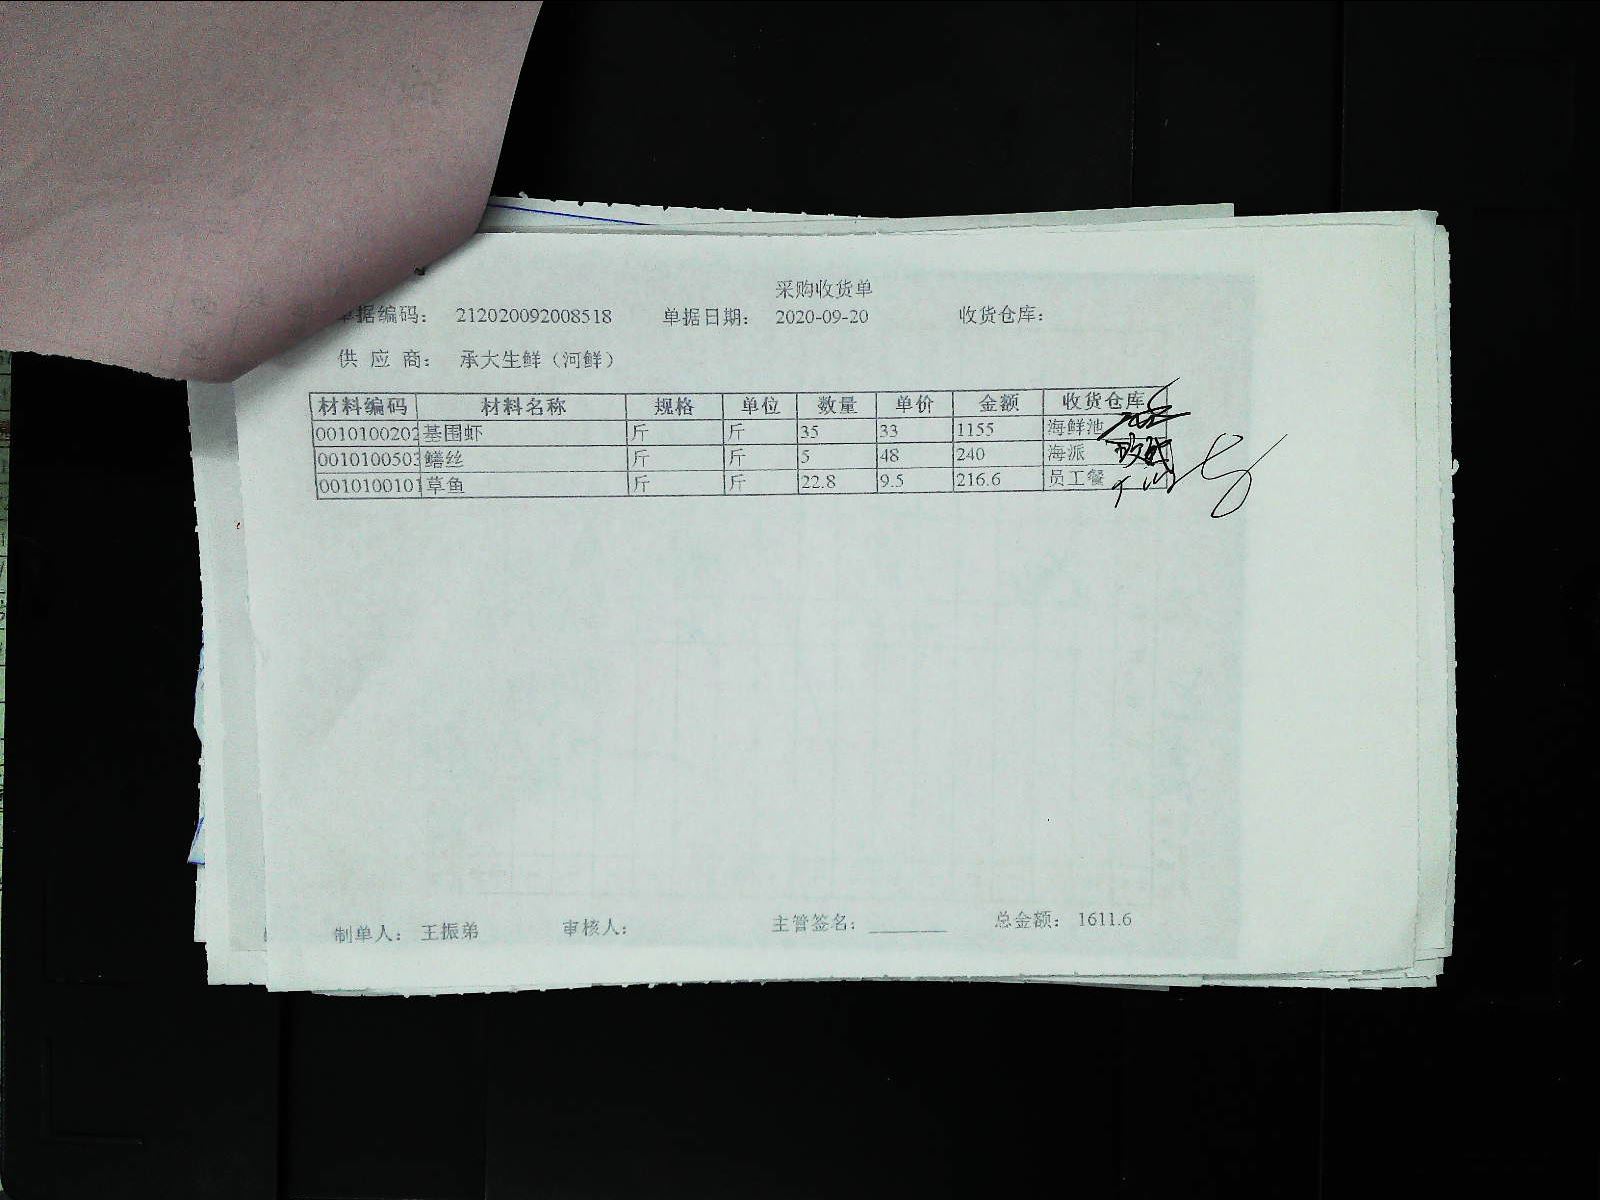 采购收货单
单据编码： 212020092008518 单据日期： 2020-09-20 收货仓库：
供 应 商： 承大生鲜（河鲜）
材料编码 材料名称 规格 单位 数量 单价 金额 收货仓库
0010100202 基围虾 斤 斤 35 33 1155 海鲜池
0010100503 鳝丝 斤 斤 5 48 240 海派
0010100101 草鱼 斤 斤 22.8 9.5 216.6 员工餐
制单人： 王振弟 审核人： 主管签名： 总金额： 1611.6